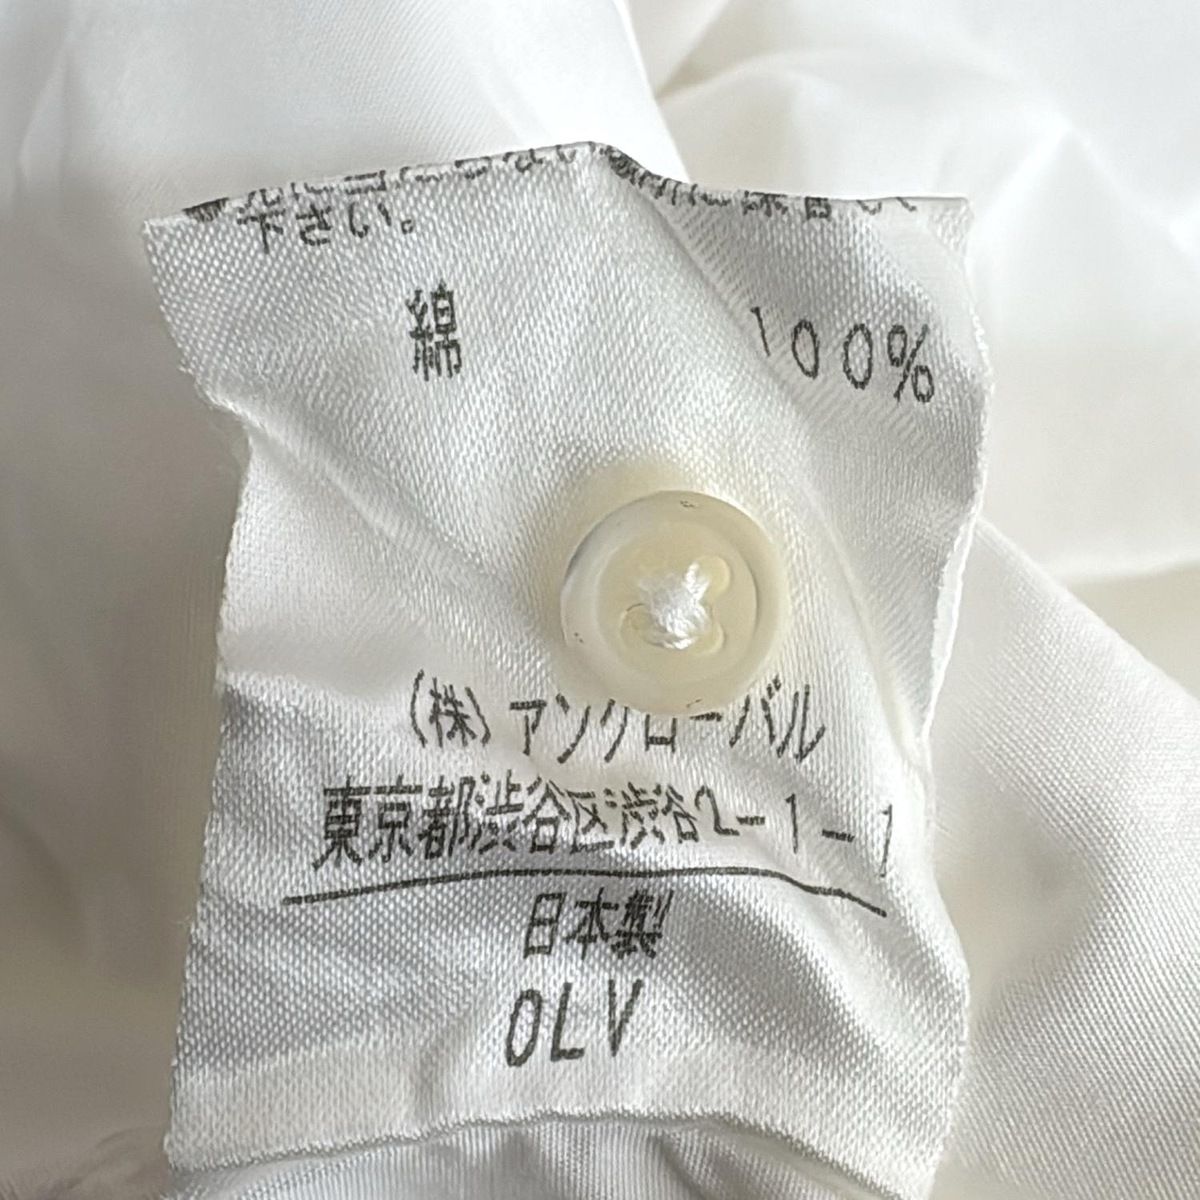 下さい。
綿 100%
(株)アングローバル
東京都渋谷区渋谷2-1-1
日本製
OLV